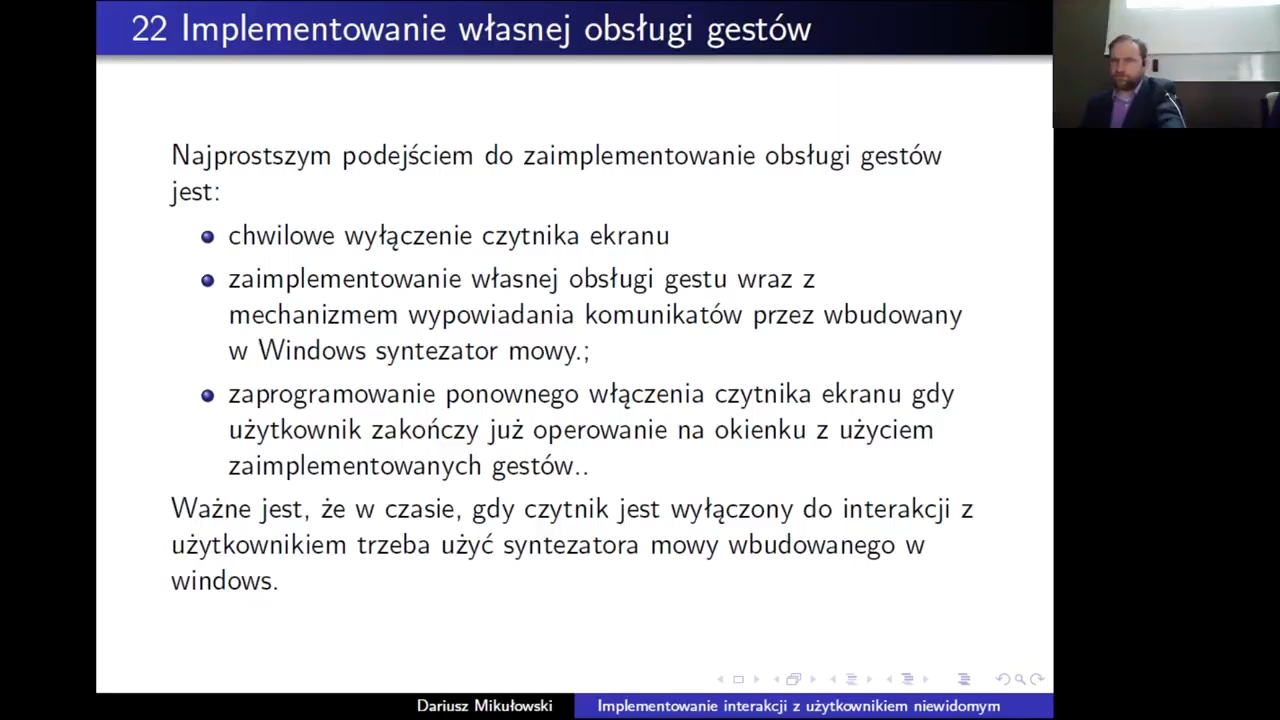 22 Implementowanie własnej obsługi gestów
Najprostszym podejściem do zaimplementowanie obsługi gestów
jest:
chwilowe wyłączenie czytnika ekranu
zaimplementowanie własnej obsługi gestu wraz z
mechanizmem wypowiadania komunikatów przez wbudowany
w Windows syntezator mowy.;
zaprogramowanie ponownego włączenia czytnika ekranu gdy
użytkownik zakończy już operowanie na okienku z użyciem
zaimplementowanych gestów..
Ważne jest, że w czasie, gdy czytnik jest wyłączony do interakcji z
użytkownikiem trzeba użyć syntezatora mowy wbudowanego w
windows.
Dariusz Mikułowski
Implementowanie interakcji z użytkownikiem niewidomym